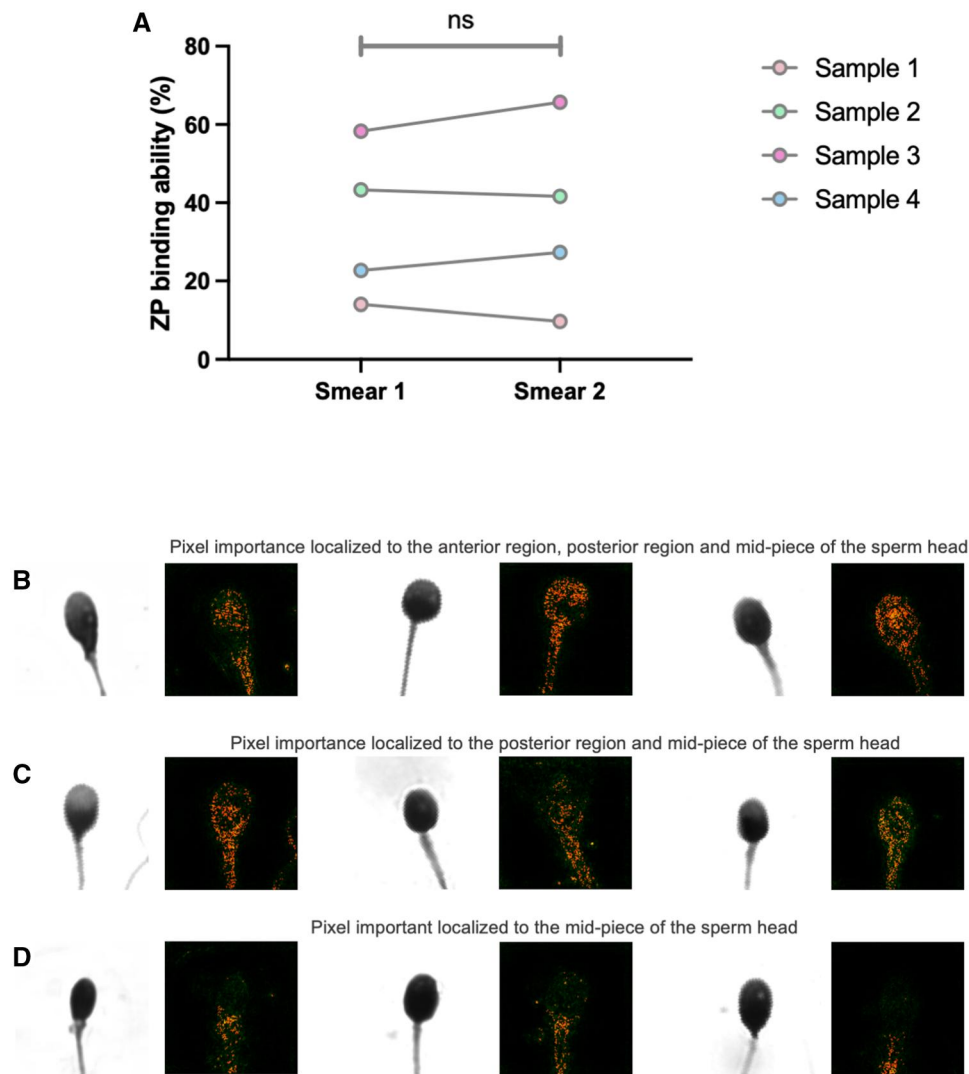 A
ns
80
60
40
20
0
ZP binding ability (%)
Smear 1
Smear 2
Sample 1
Sample 2
Sample 3
Sample 4
Pixel importance localized to the anterior region, posterior region and mid-piece of the sperm head
B
Pixel importance localized to the posterior region and mid-piece of the sperm head
C
Pixel important localized to the mid-piece of the sperm head
D